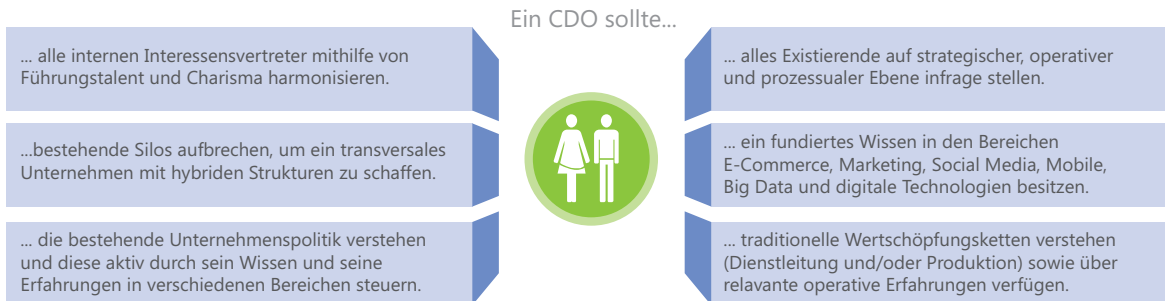 Ein CDO sollte...
... alle internen Interessensvertreter mithilfe von
Führungstalent und Charisma harmonisieren.
...bestehende Silos aufbrechen, um ein transversales
Unternehmen mit hybriden Strukturen zu schaffen.
... die bestehende Unternehmenspolitik verstehen
und diese aktiv durch sein Wissen und seine
Erfahrungen in verschiedenen Bereichen steuern.
... alles Existierende auf strategischer, operativer
und prozessualer Ebene infrage stellen.
... ein fundiertes Wissen in den Bereichen
E-Commerce, Marketing, Social Media, Mobile,
Big Data und digitale Technologien besitzen.
... traditionelle Wertschöpfungsketten verstehen
(Dienstleitung und/oder Produktion) sowie über
relevante operative Erfahrungen verfügen.